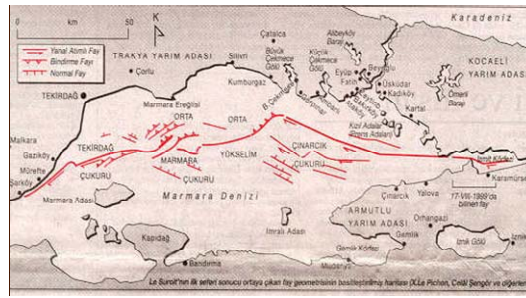 0 km 50
K
Karadeniz
Yanal Atımlı Fay
Bindirme Fayı
Normal Fay
TRAKYA YARIM ADASI
Çatalca
Silivri
Büyük Çekmece Gölü
Küçük Çekmece Gölü
Alibeyköy Barajı
Beyoğlu
Eyüp
Fatih
Üsküdar
Kadıköy
KOCAELİ YARIM ADASI
Ömerli Barajı
Çorlu
Kumburgaz
TEKİRDAĞ
Marmara Ereğlisi
B.Çekmece
Bakırköy
Kartal
Kızıl Adalar
ORTA
ORTA
Malkara
Gaziköy
Mürefte
Şarköy
TEKİRDAĞ
ÇUKURU
MARMARA
ÇUKURU
YÜKSELİM
ÇINARCIK
ÇUKURU
İzmit Körfezi
Karamürsel
Marmara Adası
Marmara Denizi
Çınarcık
Yalova
17-VIII-1999'da
bilinen fay
ARMUTLU
YARIM ADASI
Orhangazi
İmralı Adası
Gemlik
Kapıdağ
Gemlik Körfezi
İznik Gölü
İznik
Bandırma
Mudanya
Le Suroit'nın ilk seferi sonucu ortaya çıkan fay geometrisinin basitleştirilmiş haritası (X.Le Pichon, Celâl Şengör ve diğerleri